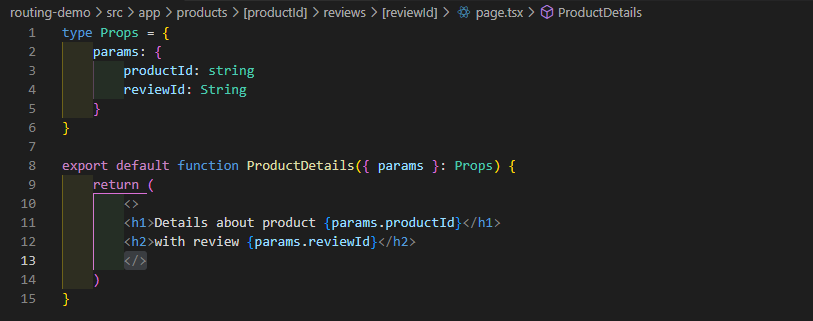 routing-demo > src > app > products > [productId] > reviews > [reviewId] > page.tsx > ProductDetails
1 type Props = {
2     params: {
3         productId: string
4         reviewId: String
5     }
6 }
7
8 export default function ProductDetails({ params }: Props) {
9     return (
10         <>
11         <h1>Details about product {params.productId}</h1>
12         <h2>with review {params.reviewId}</h2>
13         </>
14     )
15 }